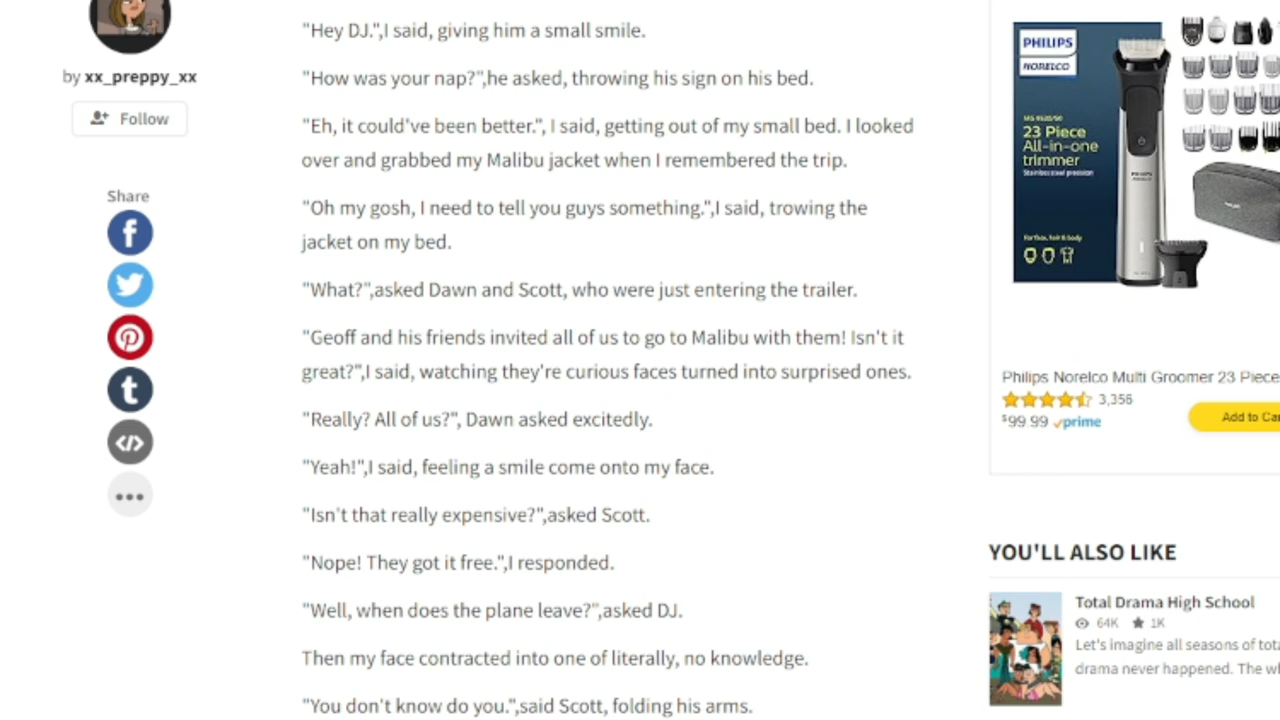 by xx_preppy_xx
Follow
Share
"Hey DJ.",I said, giving him a small smile.
"How was your nap?",he asked, throwing his sign on his bed.
"Eh, it could've been better.", I said, getting out of my small bed. I looked
over and grabbed my Malibu jacket when I remembered the trip.
"Oh my gosh, I need to tell you guys something.",I said, trowing the
jacket on my bed.
"What?",asked Dawn and Scott, who were just entering the trailer.
"Geoff and his friends invited all of us to go to Malibu with them! Isn't it
great?",I said, watching they're curious faces turned into surprised ones.
"Really? All of us?", Dawn asked excitedly.
"Yeah!",I said, feeling a smile come onto my face.
"Isn't that really expensive?",asked Scott.
"Nope! They got it free.",I responded.
"Well, when does the plane leave?",asked DJ.
Then my face contracted into one of literally, no knowledge.
"You don't know do you.",said Scott, folding his arms.
PHILIPS
NORELCO
23 Piece
All-in-one
trimmer
Stainless steel precision
For face, hair & body
Philips Norelco Multi Groomer 23 Piece
3,356
$99.99 prime
Add to Car
YOU'LL ALSO LIKE
Total Drama High School
64K 1K
Let's imagine all seasons of tota
drama never happened. The wh